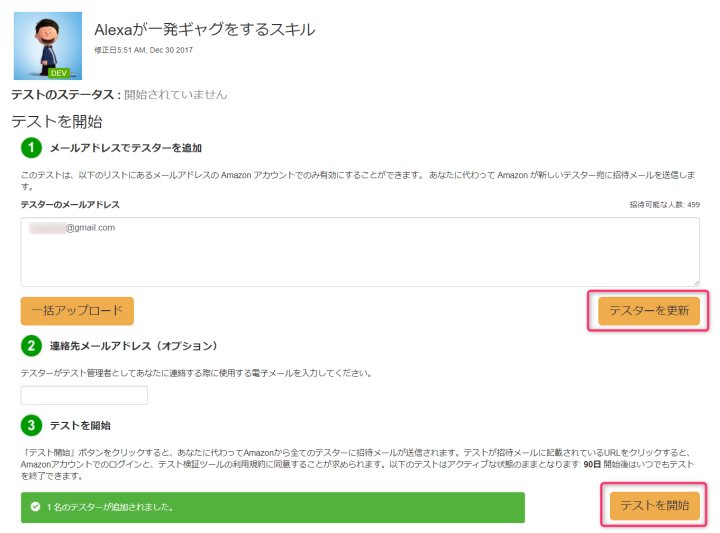 Alexaが一発ギャグをするスキル
修正日5:51 AM, Dec 30 2017
DEV
テストのステータス : 開始されていません
テストを開始
1 メールアドレスでテスターを追加
このテストは、以下のリストにあるメールアドレスの Amazon アカウントでのみ有効にすることができます。 あなたに代わって Amazon が新しいテスター宛に招待メールを送信しま
す。
テスターのメールアドレス 招待可能な人数: 499
@gmail.com
一括アップロード テスターを更新
2 連絡先メールアドレス（オプション）
テスターがテスト管理者としてあなたに連絡する際に使用する電子メールを入力してください。
3 テストを開始
「テスト開始」ボタンをクリックすると、あなたに代わってAmazonから全てのテスターに招待メールが送信されます。テストが招待メールに記載されているURLをクリックすると、
Amazonアカウントでのログインと、テスト検証ツールの利用規約に同意することが求められます。以下のテストはアクティブな状態のままとなります 90日 開始後はいつでもテスト
を終了できます。
1 名のテスターが追加されました。 テストを開始